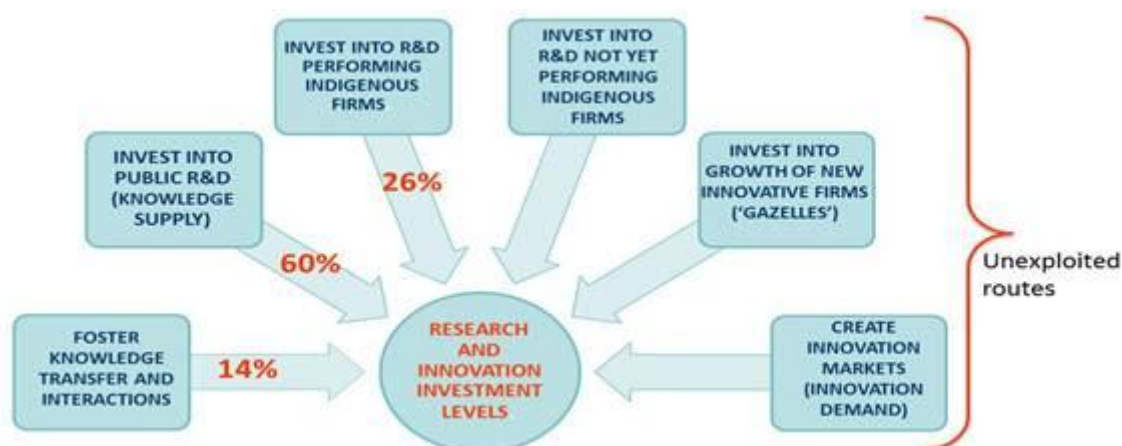 INVEST INTO R&D
PERFORMING
INDIGENOUS
FIRMS
INVEST INTO
R&D NOT YET
PERFORMING
INDIGENOUS
FIRMS
INVEST INTO
PUBLIC R&D
(KNOWLEDGE
SUPPLY)
26%
INVEST INTO
GROWTH OF NEW
INNOVATIVE FIRMS
('GAZELLES')
60%
Unexploited
routes
FOSTER
KNOWLEDGE
TRANSFER AND
INTERACTIONS
14%
RESEARCH
AND
INNOVATION
INVESTMENT
LEVELS
CREATE
INNOVATION
MARKETS
(INNOVATION
DEMAND)